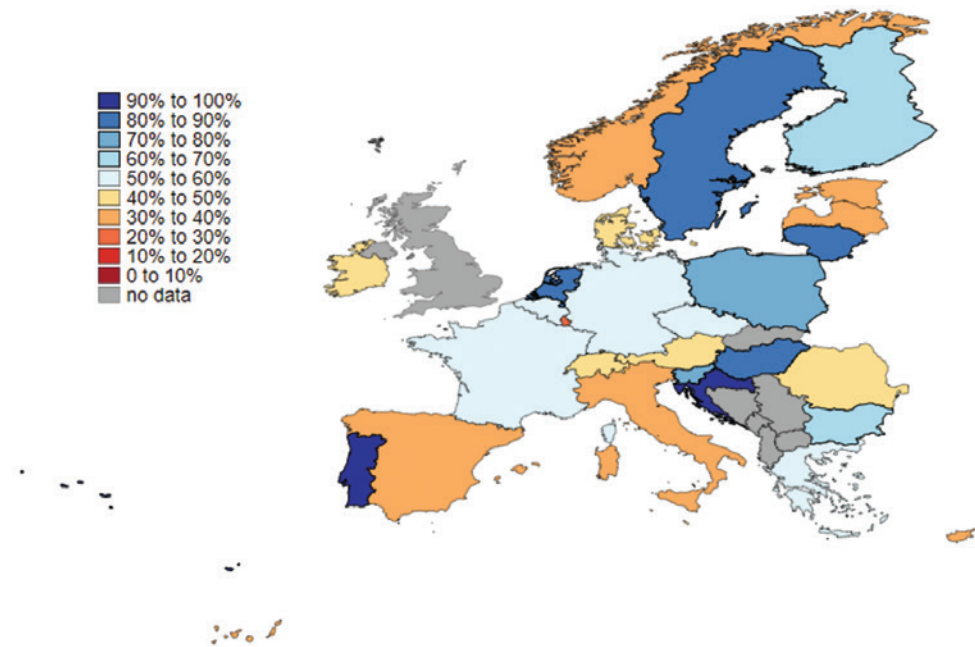 90% to 100%
80% to 90%
70% to 80%
60% to 70%
50% to 60%
40% to 50%
30% to 40%
20% to 30%
10% to 20%
0 to 10%
no data